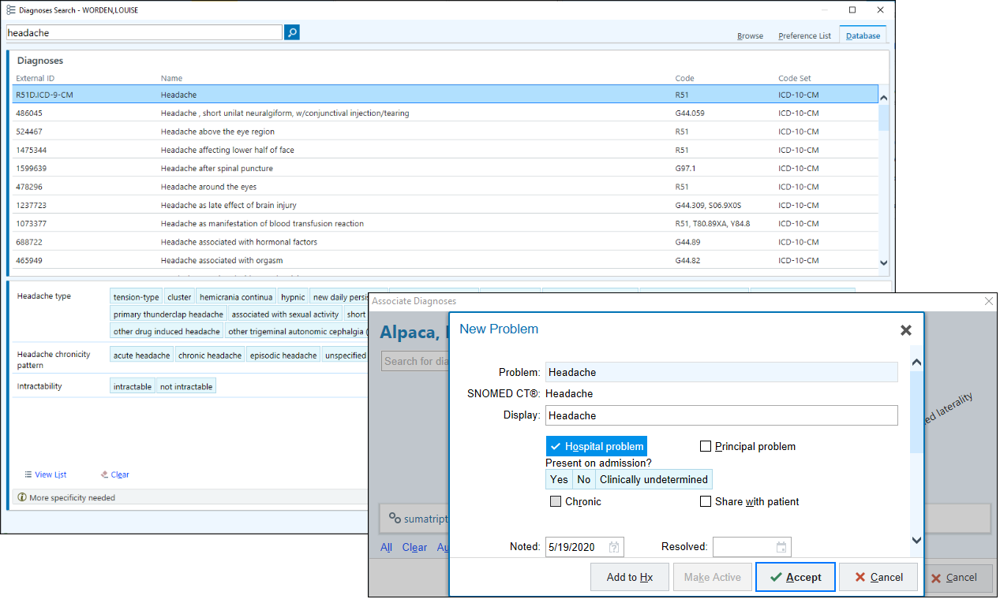 Diagnoses Search - WORDEN,LOUISE
headache
Browse Preference List Database
Diagnoses
External ID Name Code Code Set
R51D.ICD-9-CM Headache R51 ICD-10-CM
486045 Headache , short unilat neuralgiform, w/conjunctival injection/tearing G44.059 ICD-10-CM
524467 Headache above the eye region R51 ICD-10-CM
1475344 Headache affecting lower half of face R51 ICD-10-CM
1599639 Headache after spinal puncture G97.1 ICD-10-CM
478296 Headache around the eyes R51 ICD-10-CM
1237723 Headache as late effect of brain injury G44.309, S06.9X0S ICD-10-CM
1073377 Headache as manifestation of blood transfusion reaction R51, T80.89XA, Y84.8 ICD-10-CM
688722 Headache associated with hormonal factors G44.89 ICD-10-CM
465949 Headache associated with orgasm G44.82 ICD-10-CM
Headache type tension-type cluster hemicrania continua hypnic new daily
primary thunderclap headache associated with sexual activity short
other drug induced headache other trigeminal autonomic cephalgia (
Headache chronicity pattern acute headache chronic headache episodic headache unspecified
Intractability intractable not intractable
View List Clear
More specificity needed
Associate Diagnoses
Alpaca,
Search for
ed laterality
sumatript
All Clear Au
Cancel
New Problem
Problem: Headache
SNOMED CT®: Headache
Display: Headache
Hospital problem Principal problem
Present on admission?
Yes No Clinically undetermined
Chronic Share with patient
Noted: 5/19/2020 Resolved:
Add to Hx Make Active Accept Cancel